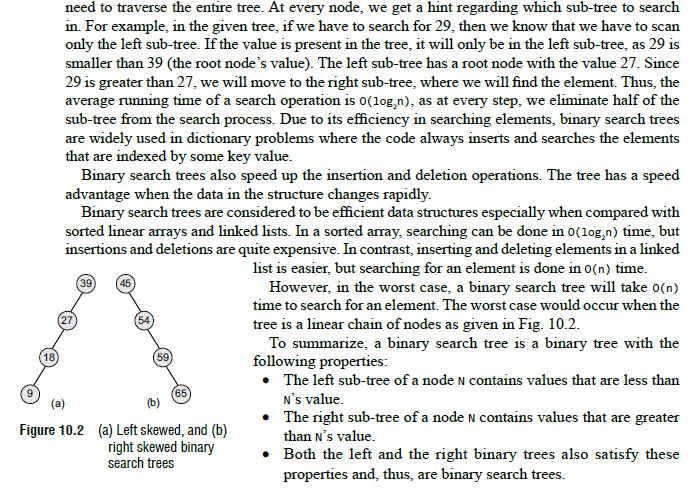 need to traverse the entire tree. At every node, we get a hint regarding which sub-tree to search
in. For example, in the given tree, if we have to search for 29, then we know that we have to scan
only the left sub-tree. If the value is present in the tree, it will only be in the left sub-tree, as 29 is
smaller than 39 (the root node's value). The left sub-tree has a root node with the value 27. Since
29 is greater than 27, we will move to the right sub-tree, where we will find the element. Thus, the
average running time of a search operation is O(log₂n), as at every step, we eliminate half of the
sub-tree from the search process. Due to its efficiency in searching elements, binary search trees
are widely used in dictionary problems where the code always inserts and searches the elements
that are indexed by some key value.
Binary search trees also speed up the insertion and deletion operations. The tree has a speed
advantage when the data in the structure changes rapidly.
Binary search trees are considered to be efficient data structures especially when compared with
sorted linear arrays and linked lists. In a sorted array, searching can be done in O(log₂n) time, but
insertions and deletions are quite expensive. In contrast, inserting and deleting elements in a linked
list is easier, but searching for an element is done in O(n) time.
However, in the worst case, a binary search tree will take O(n)
time to search for an element. The worst case would occur when the
tree is a linear chain of nodes as given in Fig. 10.2.
To summarize, a binary search tree is a binary tree with the
following properties:
• The left sub-tree of a node N contains values that are less than
N's value.
• The right sub-tree of a node N contains values that are greater
than N's value.
• Both the left and the right binary trees also satisfy these
properties and, thus, are binary search trees.
39 45
27 54
18 59
9 65
(a) (b)
Figure 10.2 (a) Left skewed, and (b)
right skewed binary
search trees